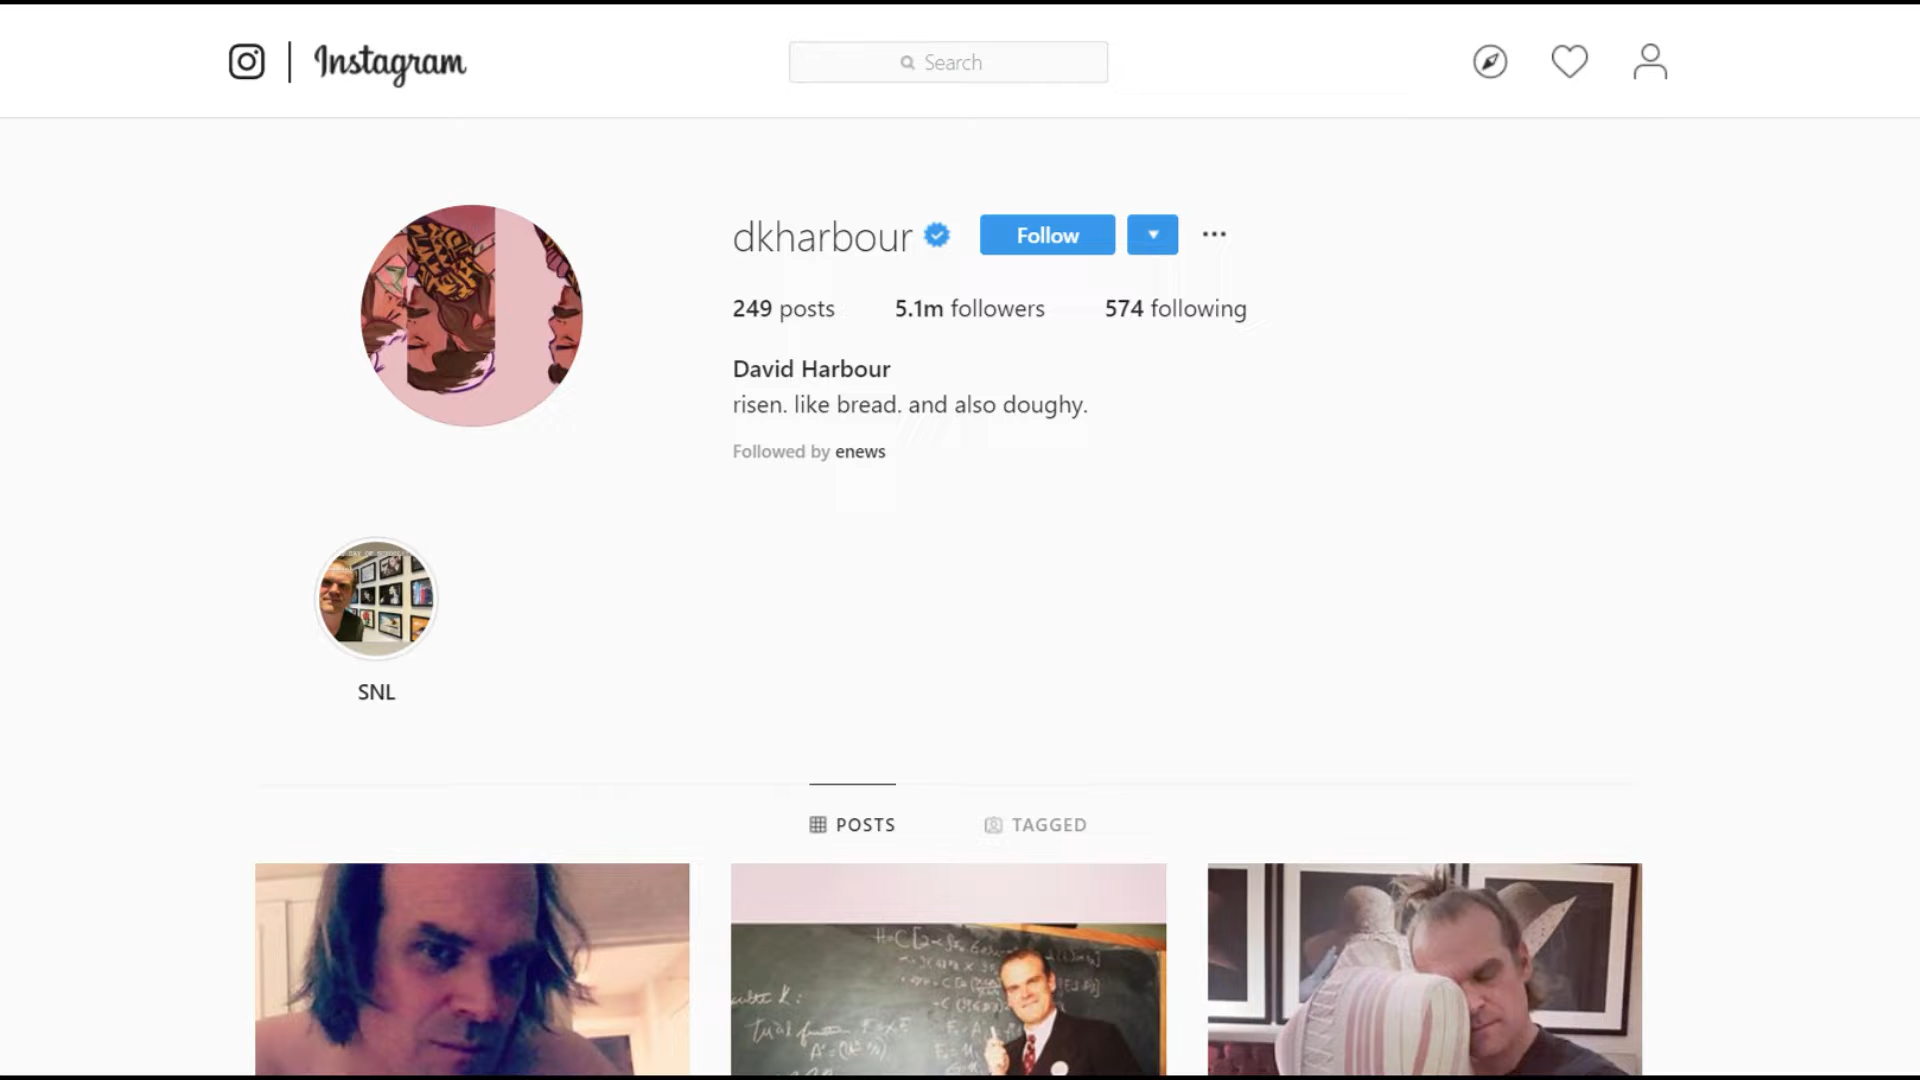 Instagram
Search
dkharbour
Follow
249 posts
5.1m followers
574 following
David Harbour
risen. like bread. and also doughy.
Followed by enews
SNL
POSTS
TAGGED